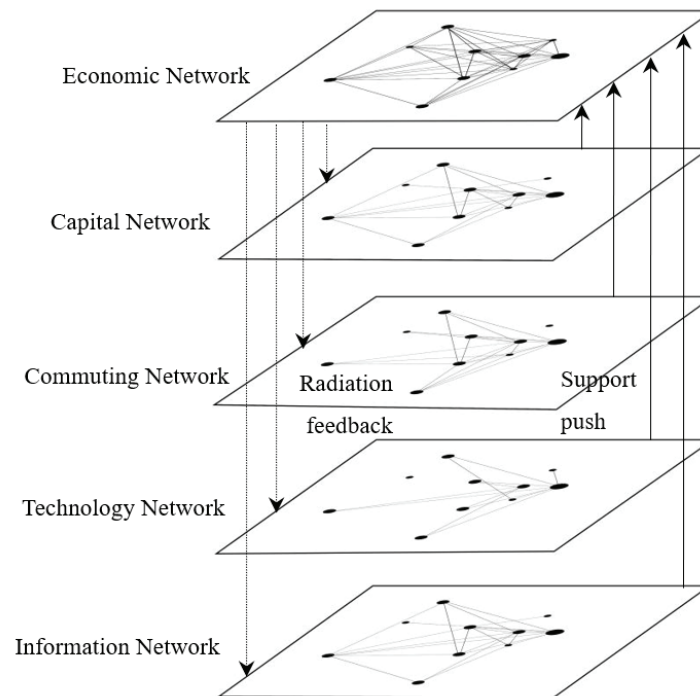 Economic Network
Capital Network
Commuting Network
Radiation
feedback
Support
push
Technology Network
Information Network